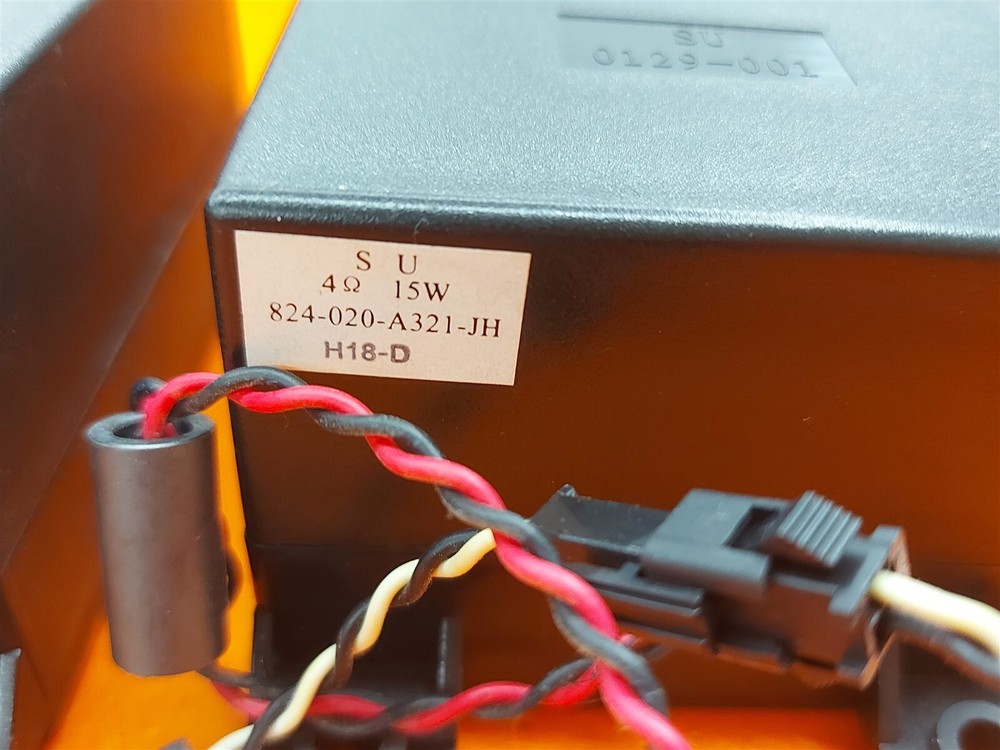 SU
0129-001
S U
4Ω 15W
824-020-A321-JH
H18-D